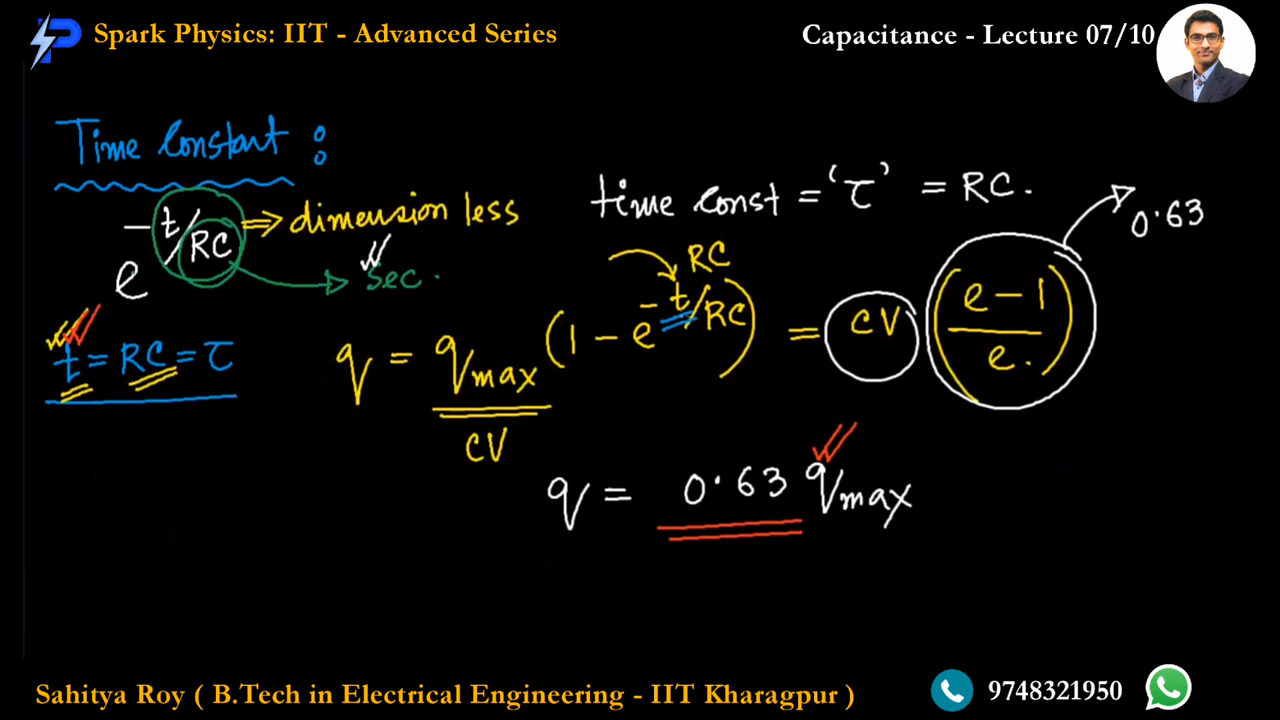 Spark Physics: IIT - Advanced Series
Capacitance - Lecture 07/10
Time Constant :
e^{-t/RC} ⇒ dimension less
sec.
t = RC = τ
time const = 'τ' = RC.
RC
q = q_max (1 - e^{-t/RC}) = CV ((e-1)/e.)
0.63
CV
q = 0.63 q_max
Sahitya Roy ( B.Tech in Electrical Engineering - IIT Kharagpur )
9748321950